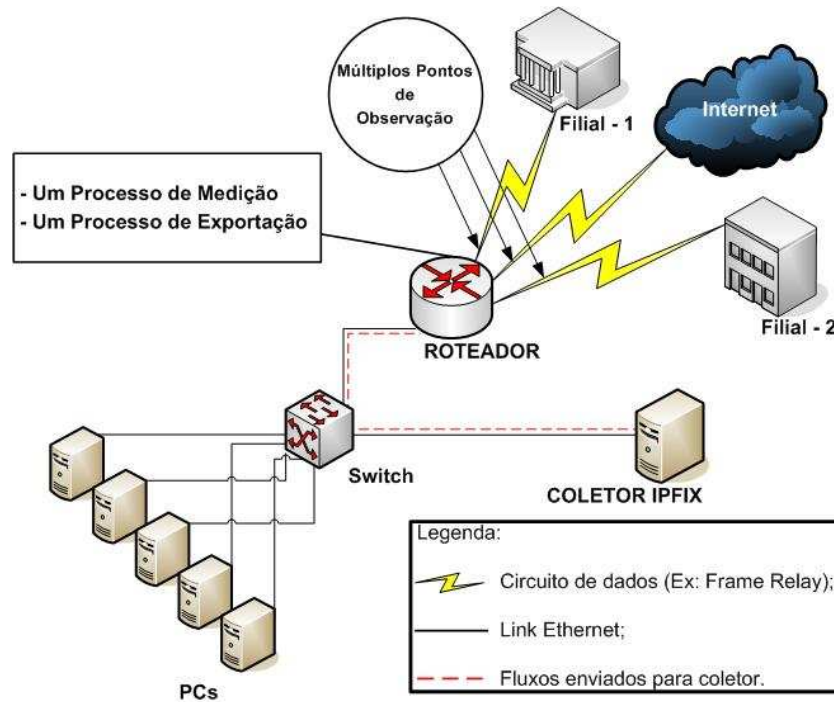 Múltiplos Pontos
de
Observação
Filial - 1
Internet
- Um Processo de Medição
- Um Processo de Exportação
Filial - 2
ROTEADOR
Switch
COLETOR IPFIX
PCs
Legenda:
Circuito de dados (Ex: Frame Relay);
Link Ethernet;
Fluxos enviados para coletor.